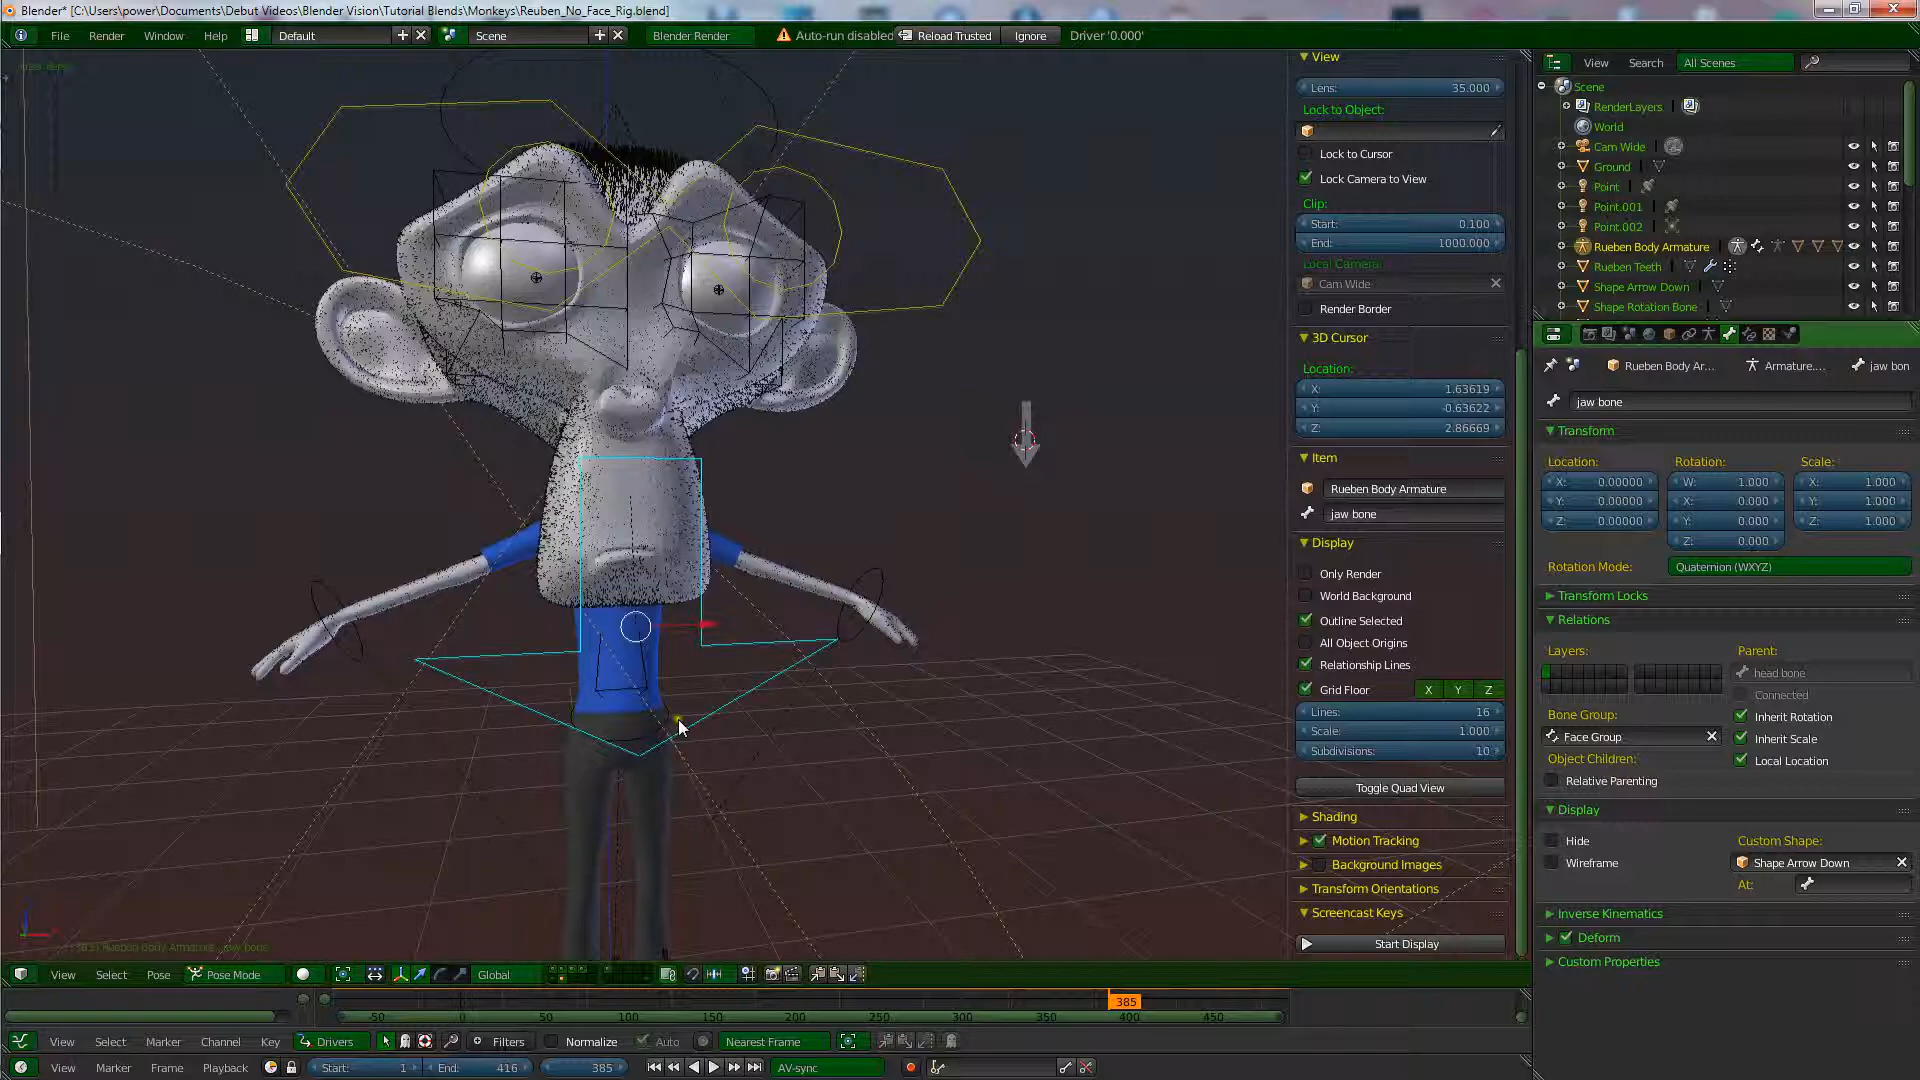 Blender* [C:\Users\power\Documents\Debut Videos\Blender Vision\Tutorial Blends\Monkeys\Reuben_No_Face_Rig.blend]
File Render Window Help Default Scene Blender Render Auto-run disabled Reload Trusted Ignore Driver '0.000'
View
Lens: 35.000
Lock to Object:
Lock to Cursor
Lock Camera to View
Clip:
Start: 0.100
End: 1000.000
Local Camera:
Cam Wide
Render Border
3D Cursor
Location:
X: 1.63619
Y: -0.63622
Z: 2.86669
Item
Rueben Body Armature
jaw bone
Display
Only Render
World Background
Outline Selected
All Object Origins
Relationship Lines
Grid Floor X Y Z
Lines: 16
Scale: 1.000
Subdivisions: 10
Toggle Quad View
Shading
Motion Tracking
Background Images
Transform Orientations
Screencast Keys
Start Display
View Search All Scenes
Scene
RenderLayers
World
Cam Wide
Ground
Point
Point.001
Point.002
Rueben Body Armature
Rueben Teeth
Shape Arrow Down
Shape Rotation Bone
Rueben Body Ar... Armature.... jaw bon
jaw bone
Transform
Location: Rotation: Scale:
X: 0.00000 W: 1.000 X: 1.000
Y: 0.00000 X: 0.000 Y: 1.000
Z: 0.00000 Y: 0.000 Z: 1.000
Z: 0.000
Rotation Mode: Quaternion (WXYZ)
Transform Locks
Relations
Layers: Parent:
head bone
Connected
Bone Group: Inherit Rotation
Face Group Inherit Scale
Object Children: Local Location
Relative Parenting
Display
Hide Custom Shape:
Wireframe Shape Arrow Down
At:
Inverse Kinematics
Deform
Custom Properties
(385) Rueben Body Armature : jaw bone
View Select Pose Pose Mode Global
-50 0 50 100 150 200 250 300 350 385 400 450
View Select Marker Channel Key Drivers Filters Normalize Auto Nearest Frame
View Marker Frame Playback Start: 1 End: 416 385 AV-sync